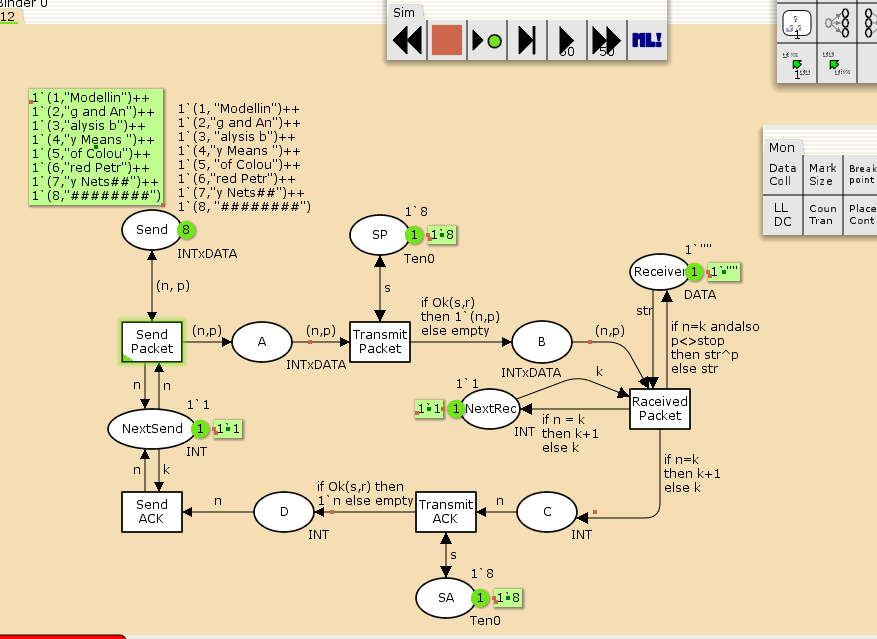 Binder 0
12
Sim
50
50
ML!
1
1
Mon
Data
Coll
Mark
Size
Break
point
LL
DC
Coun
Tran
Place
Cont
1`(1,"Modellin")++
1`(2,"g and An")++
1`(3,"alysis b")++
1`(4,"y Means ")++
1`(5,"of Colou")++
1`(6,"red Petr")++
1`(7,"y Nets##")++
1`(8,"########")
1`(1, "Modellin")++
1`(2,"g and An")++
1`(3, "alysis b")++
1`(4,"y Means ")++
1`(5, "of Colou")++
1`(6,"red Petr")++
1`(7,"y Nets##")++
1`(8, "########")
Send
8
INTxDATA
1`8
SP
1
1`8
Ten0
1`""
Receiver
1
1`""
DATA
(n, p)
s
str
if n=k andalso
p<>stop
then str^p
else str
Send
Packet
(n,p)
A
(n,p)
INTxDATA
Transmit
Packet
if Ok(s,r)
then 1`(n,p)
else empty
B
(n,p)
INTxDATA
n
n
k
1`1
NextSend
1
1`1
INT
1`1
1
1`1
NextRec
INT
if n = k
then k+1
else k
Raceived
Packet
n
k
if n=k
then k+1
else k
Send
ACK
n
D
INT
if Ok(s,r) then
1`n else empty
Transmit
ACK
n
C
INT
s
1`8
SA
1
1`8
Ten0